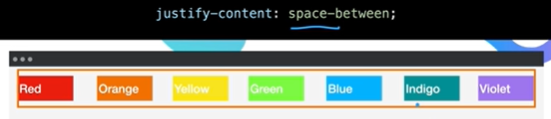 justify-content: space-between;
Red Orange Yellow Green Blue Indigo Violet